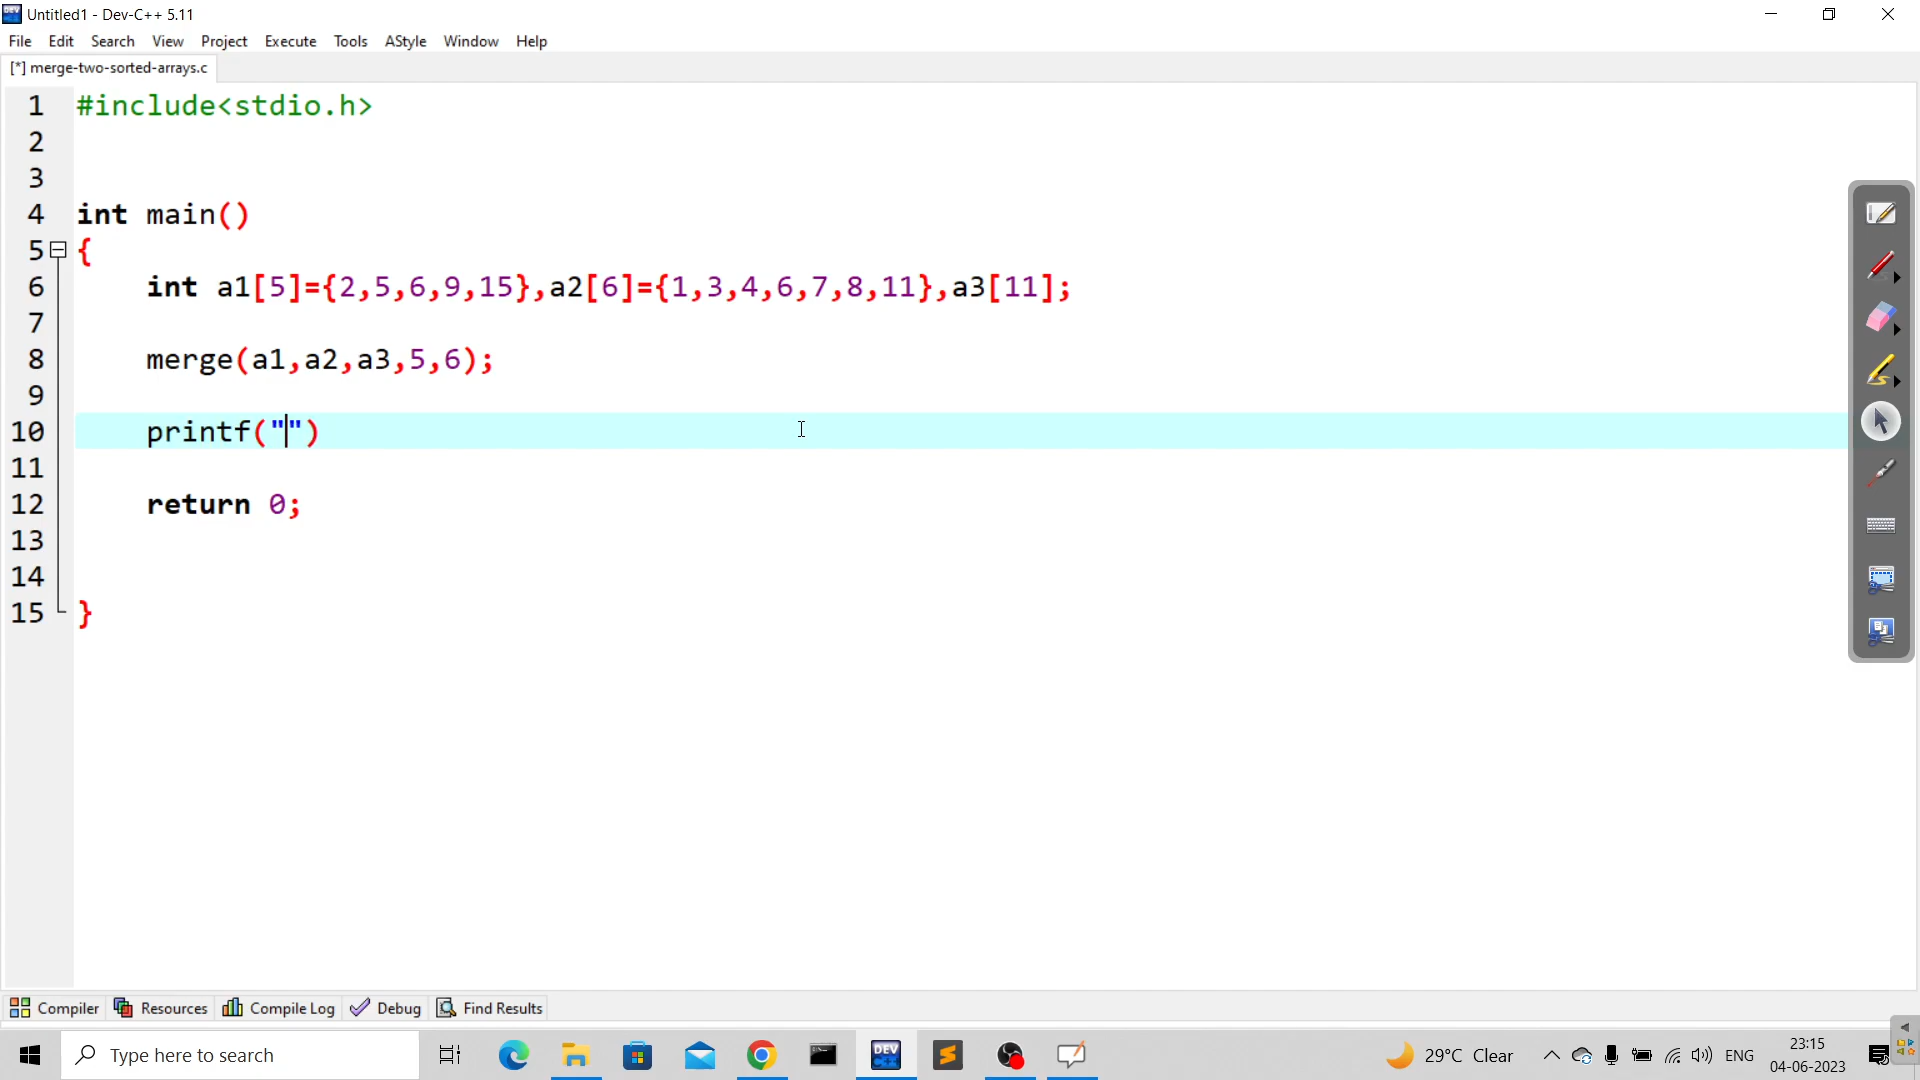 Untitled1 - Dev-C++ 5.11
File Edit Search View Project Execute Tools AStyle Window Help
[*] merge-two-sorted-arrays.c
1 #include<stdio.h>
2
3
4 int main()
5 {
6 int a1[5]={2,5,6,9,15},a2[6]={1,3,4,6,7,8,11},a3[11];
7
8 merge(a1,a2,a3,5,6);
9
10 printf("")
11
12 return 0;
13
14
15 }
Compiler Resources Compile Log Debug Find Results
Type here to search
DEV
29°C Clear
ENG
23:15
04-06-2023